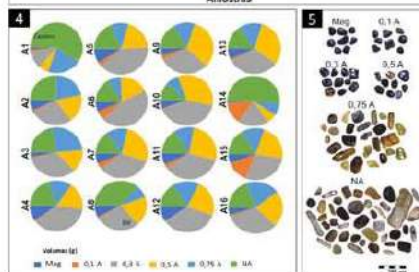 4
A1
A5
A9
A13
A2
A6
A10
A14
A3
A7
A11
A15
A4
A8
A12
A16
Volumes (g)
Mag 0,1 A 0,3 A 0,5 A 0,75 A NA
5
Mag 0,1 A
0,3 A 0,5 A
0,75 A
NA